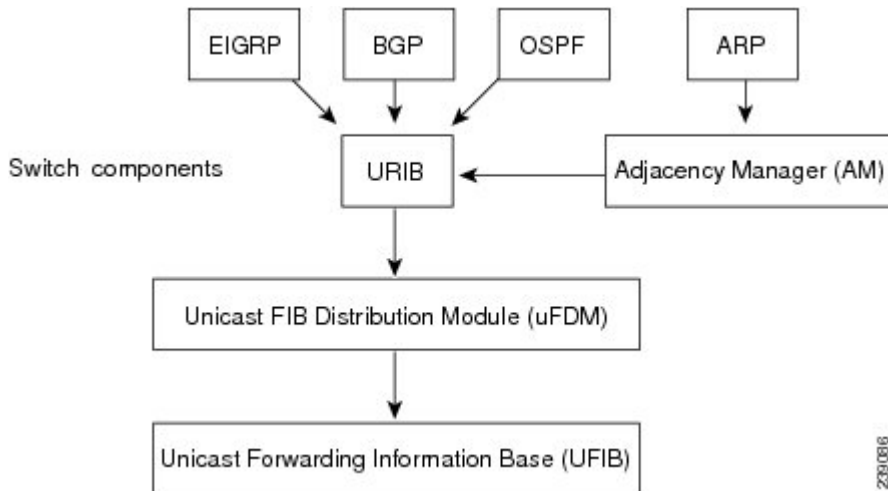 EIGRP
BGP
OSPF
ARP
Switch components
URIB
Adjacency Manager (AM)
Unicast FIB Distribution Module (uFDM)
Unicast Forwarding Information Base (UFIB)
239086